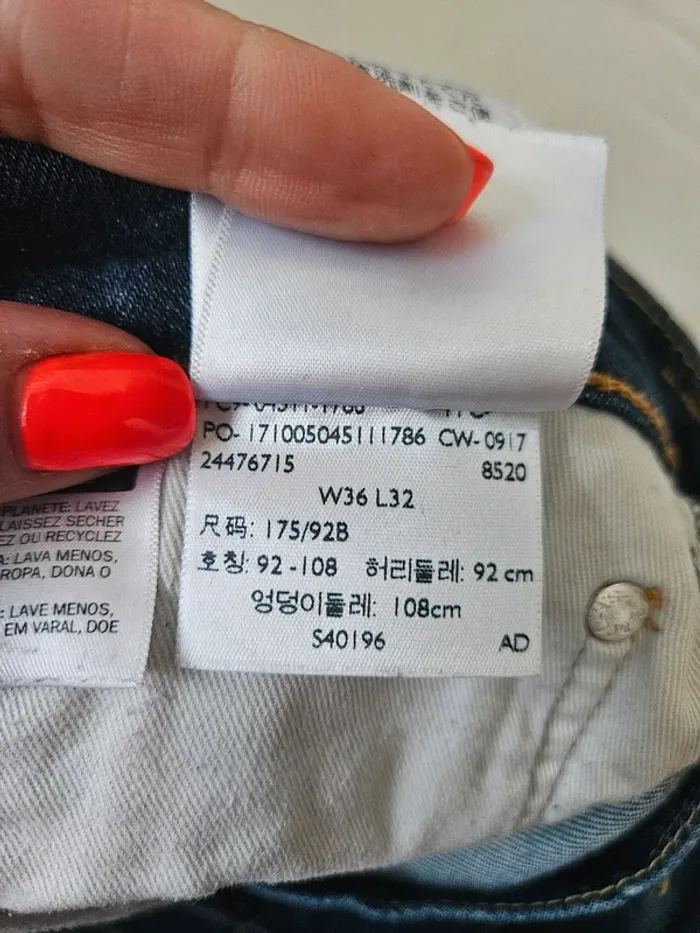 PO- 171005045111786 CW- 0917
24476715 8520
W36 L32
尺码: 175/92B
호칭: 92 -108 허리둘레: 92 cm
엉덩이둘레: 108cm
S40196 AD
PLANETE: LAVEZ
LAISSEZ SECHER
EZ OU RECYCLEZ
A: LAVA MENOS,
ROPA, DONA O
: LAVE MENOS,
EM VARAL, DOE